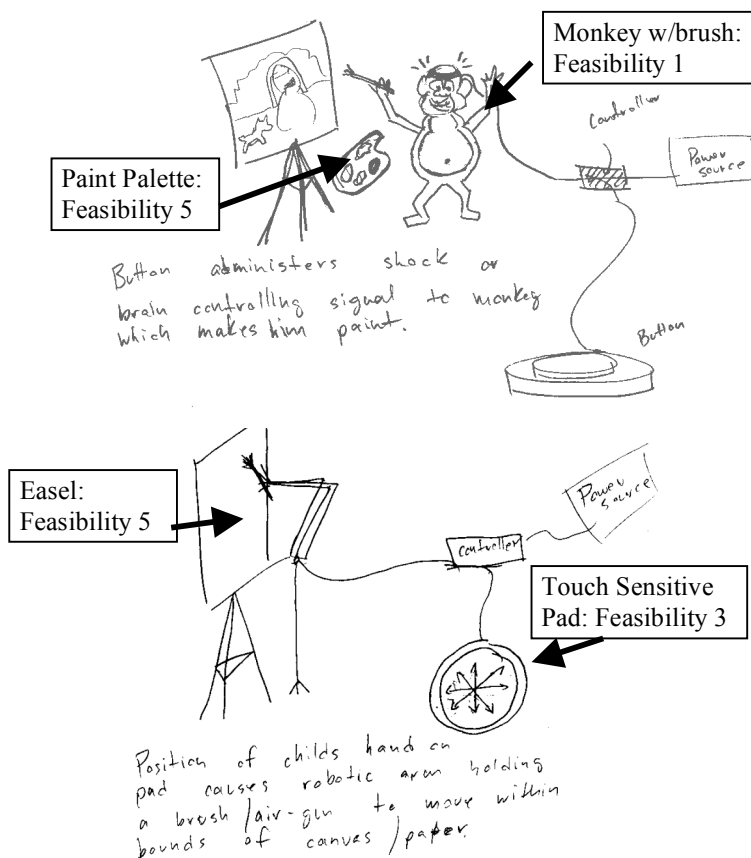 Monkey w/brush:
Feasibility 1
Controller
Power
source
Paint Palette:
Feasibility 5
Button administers shock or
brain controlling signal to monkey
which makes him paint.
Button
Easel:
Feasibility 5
Power
source
controller
Touch Sensitive
Pad: Feasibility 3
Position of childs hand on
pad causes robotic arm holding
a brush/air-gun to move within
bounds of canvas/paper.